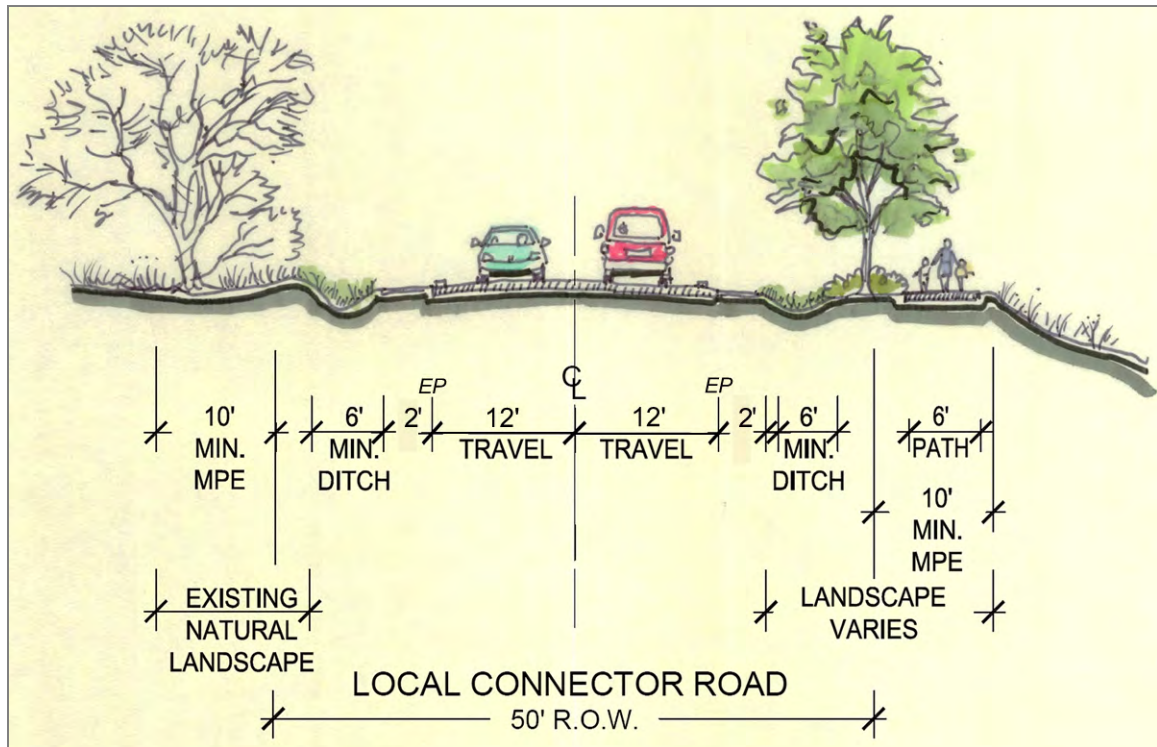 EP
℄
EP
10'
MIN.
MPE
6'
MIN.
DITCH
2'
12'
TRAVEL
12'
TRAVEL
2'
6'
MIN.
DITCH
6'
PATH
10'
MIN.
MPE
EXISTING
NATURAL
LANDSCAPE
LANDSCAPE
VARIES
LOCAL CONNECTOR ROAD
50' R.O.W.